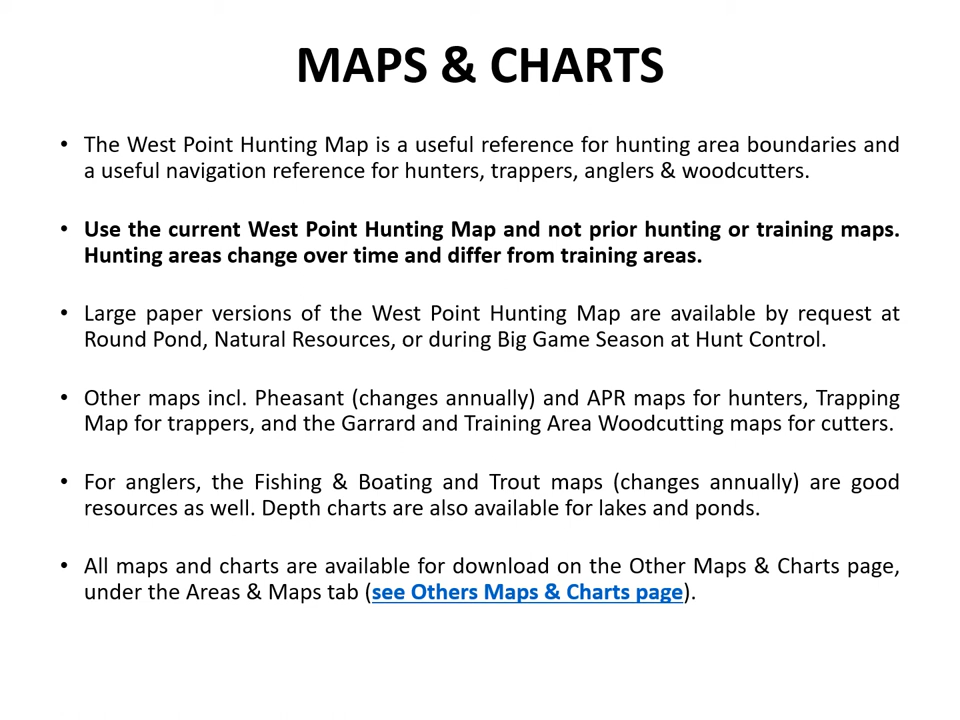 MAPS & CHARTS
• The West Point Hunting Map is a useful reference for hunting area boundaries and
a useful navigation reference for hunters, trappers, anglers & woodcutters.
• Use the current West Point Hunting Map and not prior hunting or training maps.
Hunting areas change over time and differ from training areas.
• Large paper versions of the West Point Hunting Map are available by request at
Round Pond, Natural Resources, or during Big Game Season at Hunt Control.
• Other maps incl. Pheasant (changes annually) and APR maps for hunters, Trapping
Map for trappers, and the Garrard and Training Area Woodcutting maps for cutters.
• For anglers, the Fishing & Boating and Trout maps (changes annually) are good
resources as well. Depth charts are also available for lakes and ponds.
• All maps and charts are available for download on the Other Maps & Charts page,
under the Areas & Maps tab (see Others Maps & Charts page).